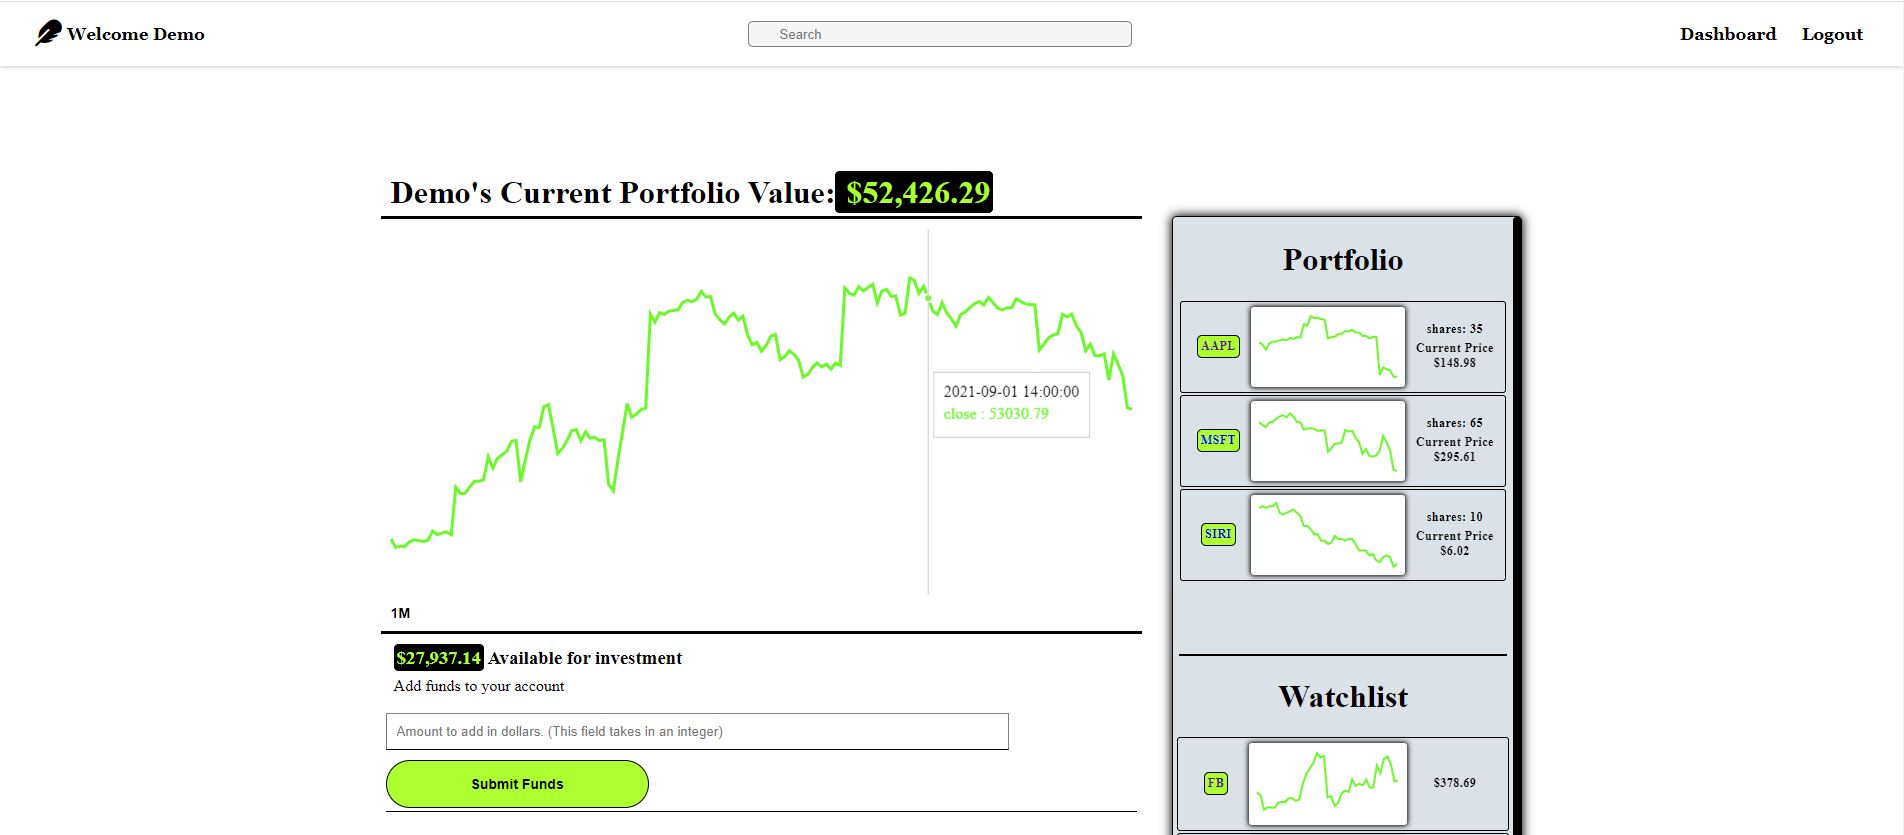 Welcome Demo
Search
Dashboard
Logout
Demo's Current Portfolio Value: $52,426.29
2021-09-01 14:00:00
close : 53030.79
1M
$27,937.14 Available for investment
Add funds to your account
Amount to add in dollars. (This field takes in an integer)
Submit Funds
Portfolio
AAPL
shares: 35
Current Price
$148.98
MSFT
shares: 65
Current Price
$295.61
SIRI
shares: 10
Current Price
$6.02
Watchlist
FB
$378.69